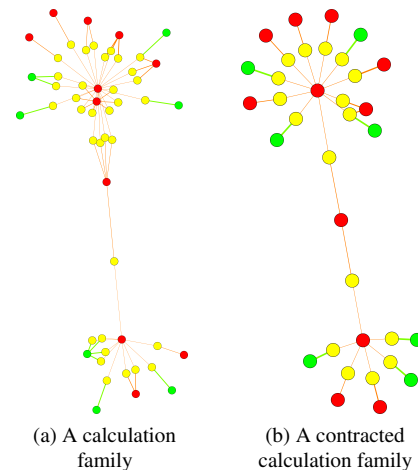 (a) A calculation
family
(b) A contracted
calculation family